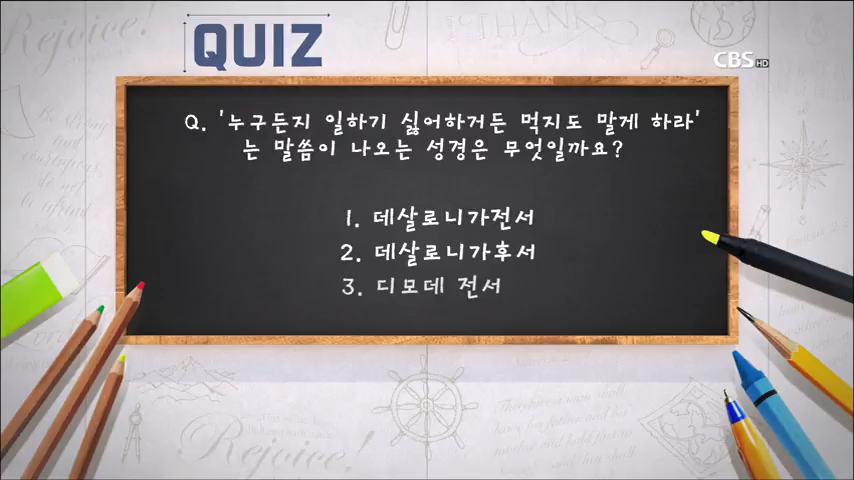 Rejoice!
THANKS
QUIZ
CBS HD
Q. '누구든지 일하기 싫어하거든 먹지도 말게 하라'
는 말씀이 나오는 성경은 무엇일까요?
1. 데살로니가전서
2. 데살로니가후서
3. 디모데 전서
Rejoice!